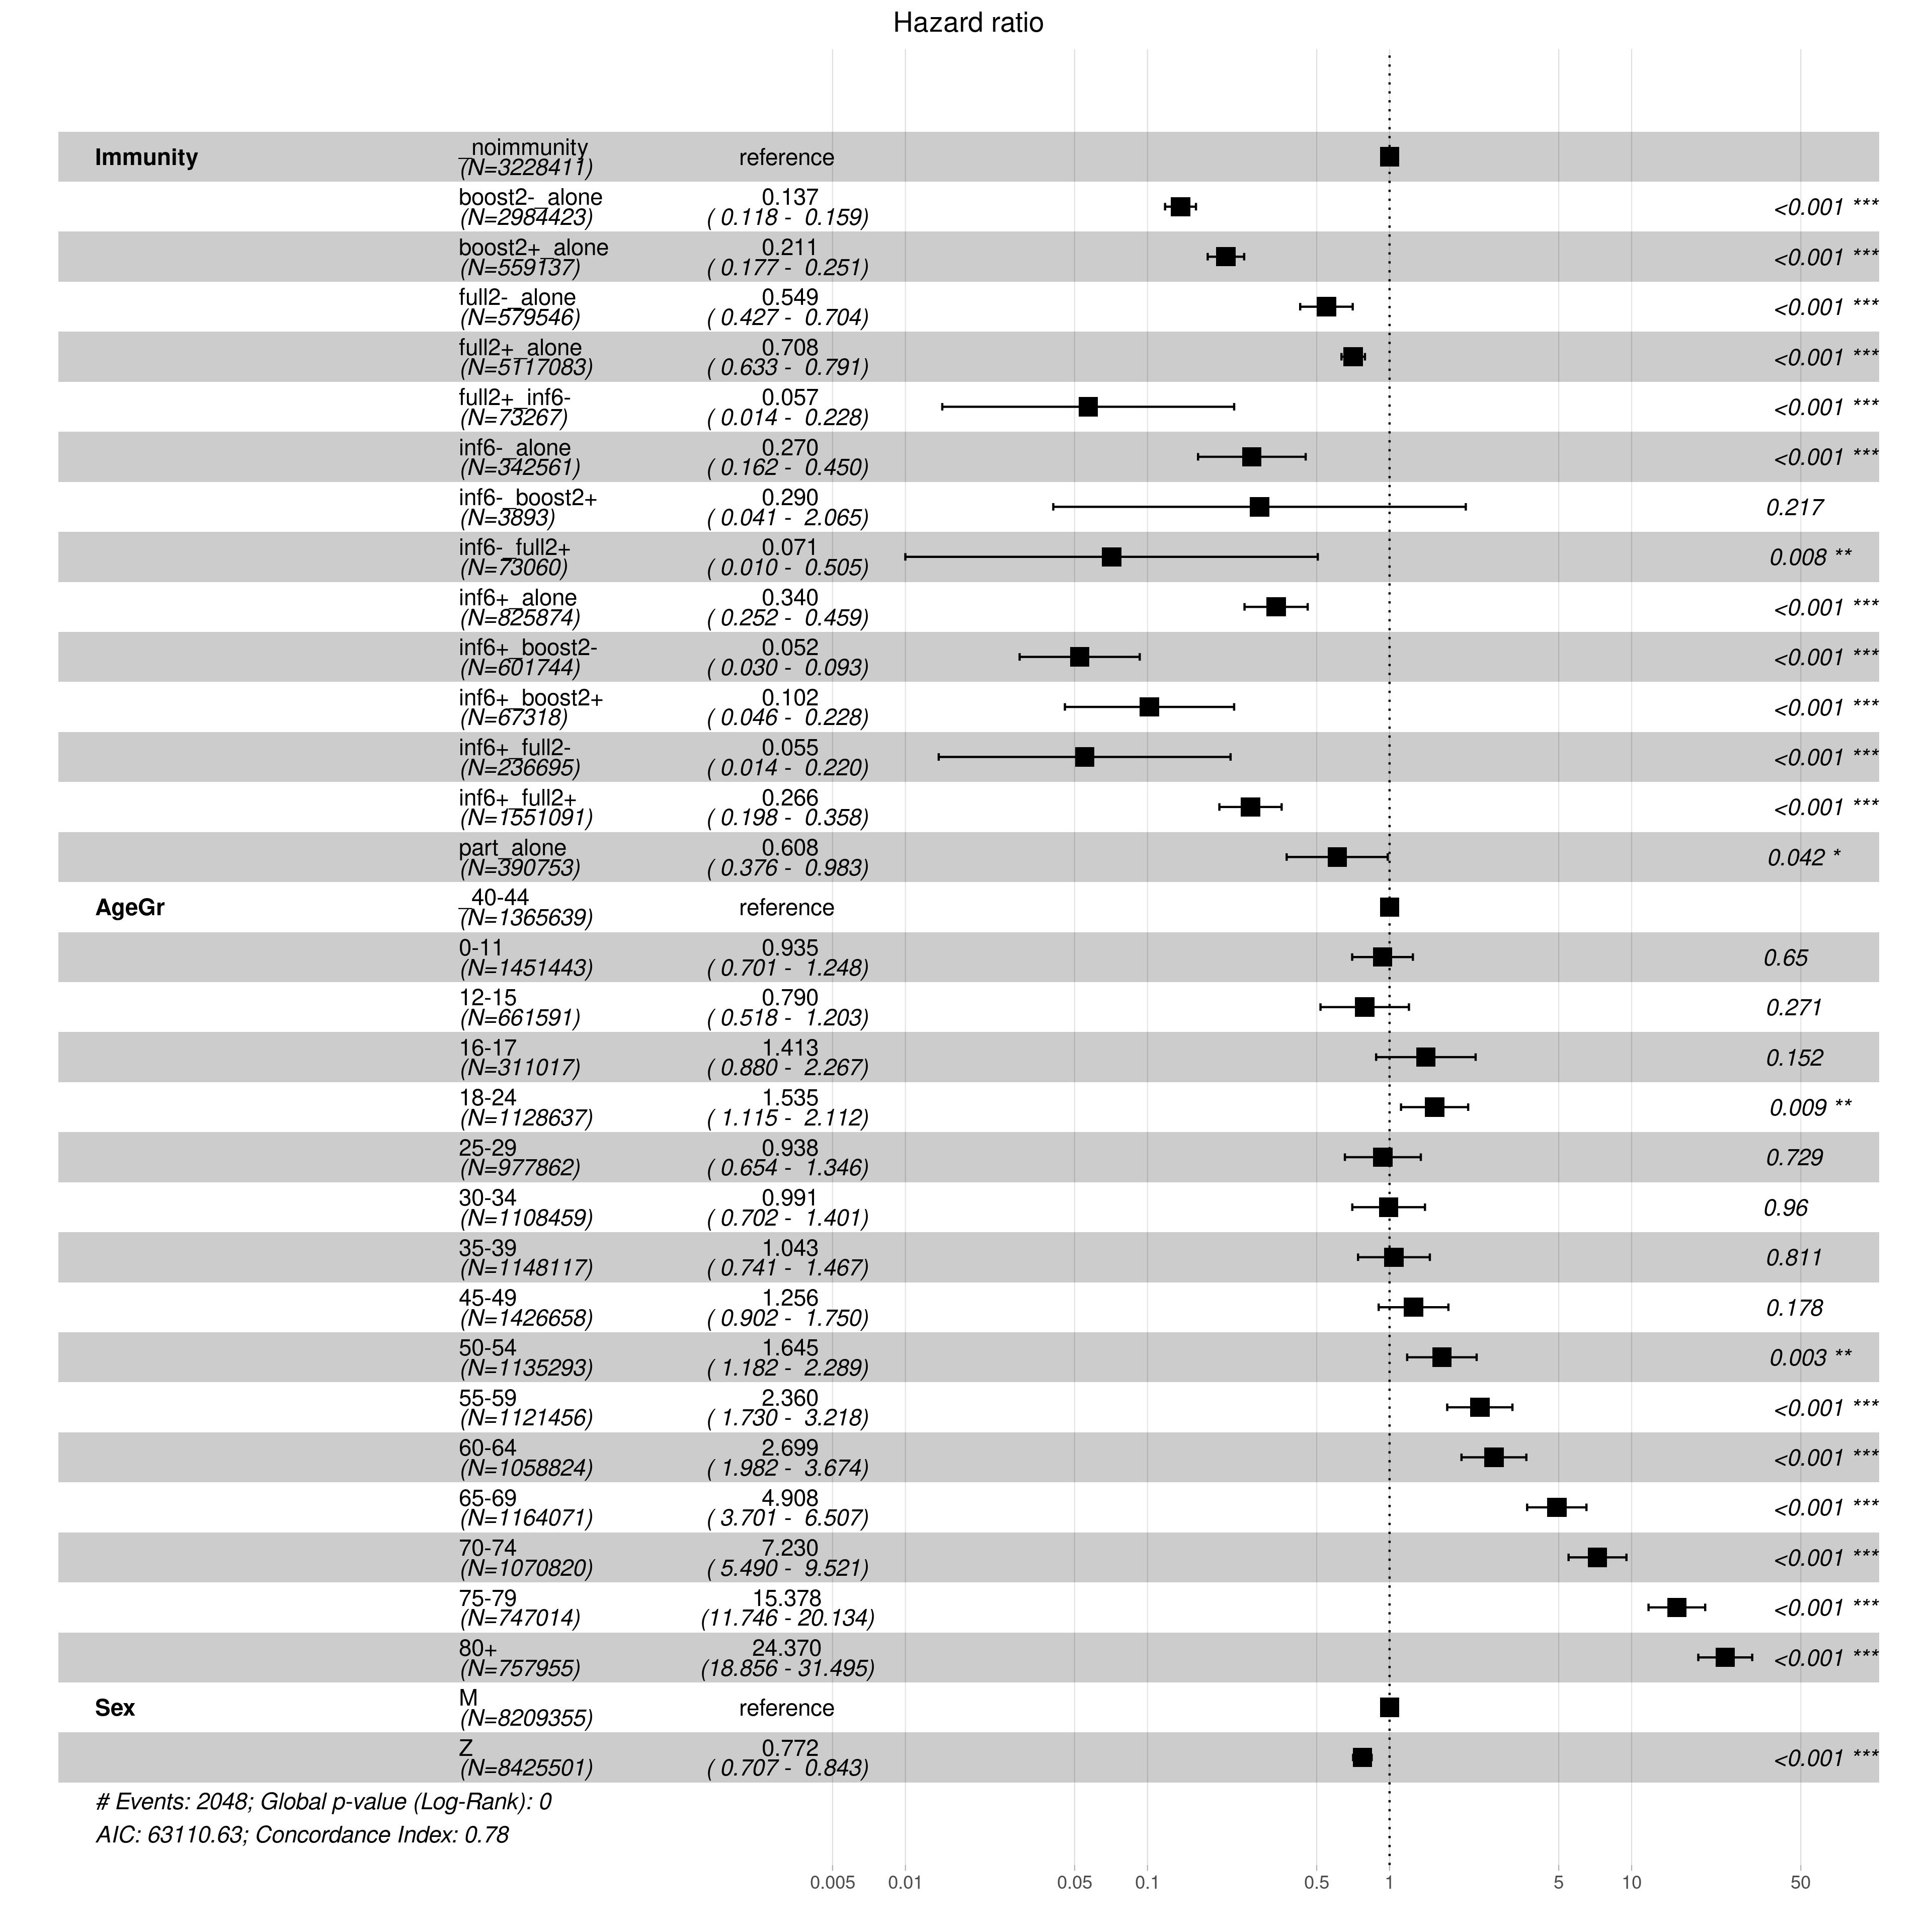 Hazard ratio
Immunity
_noimmunity
(N=3228411)
reference
boost2-_alone
(N=2984423)
0.137
( 0.118 - 0.159)
<0.001 ***
boost2+_alone
(N=559137)
0.211
( 0.177 - 0.251)
<0.001 ***
full2-_alone
(N=579546)
0.549
( 0.427 - 0.704)
<0.001 ***
full2+_alone
(N=5117083)
0.708
( 0.633 - 0.791)
<0.001 ***
full2+_inf6-
(N=73267)
0.057
( 0.014 - 0.228)
<0.001 ***
inf6-_alone
(N=342561)
0.270
( 0.162 - 0.450)
<0.001 ***
inf6-_boost2+
(N=3893)
0.290
( 0.041 - 2.065)
0.217
inf6-_full2+
(N=73060)
0.071
( 0.010 - 0.505)
0.008 **
inf6+_alone
(N=825874)
0.340
( 0.252 - 0.459)
<0.001 ***
inf6+_boost2-
(N=601744)
0.052
( 0.030 - 0.093)
<0.001 ***
inf6+_boost2+
(N=67318)
0.102
( 0.046 - 0.228)
<0.001 ***
inf6+_full2-
(N=236695)
0.055
( 0.014 - 0.220)
<0.001 ***
inf6+_full2+
(N=1551091)
0.266
( 0.198 - 0.358)
<0.001 ***
part_alone
(N=390753)
0.608
( 0.376 - 0.983)
0.042 *
AgeGr
_40-44
(N=1365639)
reference
0-11
(N=1451443)
0.935
( 0.701 - 1.248)
0.65
12-15
(N=661591)
0.790
( 0.518 - 1.203)
0.271
16-17
(N=311017)
1.413
( 0.880 - 2.267)
0.152
18-24
(N=1128637)
1.535
( 1.115 - 2.112)
0.009 **
25-29
(N=977862)
0.938
( 0.654 - 1.346)
0.729
30-34
(N=1108459)
0.991
( 0.702 - 1.401)
0.96
35-39
(N=1148117)
1.043
( 0.741 - 1.467)
0.811
45-49
(N=1426658)
1.256
( 0.902 - 1.750)
0.178
50-54
(N=1135293)
1.645
( 1.182 - 2.289)
0.003 **
55-59
(N=1121456)
2.360
( 1.730 - 3.218)
<0.001 ***
60-64
(N=1058824)
2.699
( 1.982 - 3.674)
<0.001 ***
65-69
(N=1164071)
4.908
( 3.701 - 6.507)
<0.001 ***
70-74
(N=1070820)
7.230
( 5.490 - 9.521)
<0.001 ***
75-79
(N=747014)
15.378
(11.746 - 20.134)
<0.001 ***
80+
(N=757955)
24.370
(18.856 - 31.495)
<0.001 ***
Sex
M
(N=8209355)
reference
Z
(N=8425501)
0.772
( 0.707 - 0.843)
<0.001 ***
# Events: 2048; Global p-value (Log-Rank): 0
AIC: 63110.63; Concordance Index: 0.78
0.005 0.01 0.05 0.1 0.5 1 5 10 50